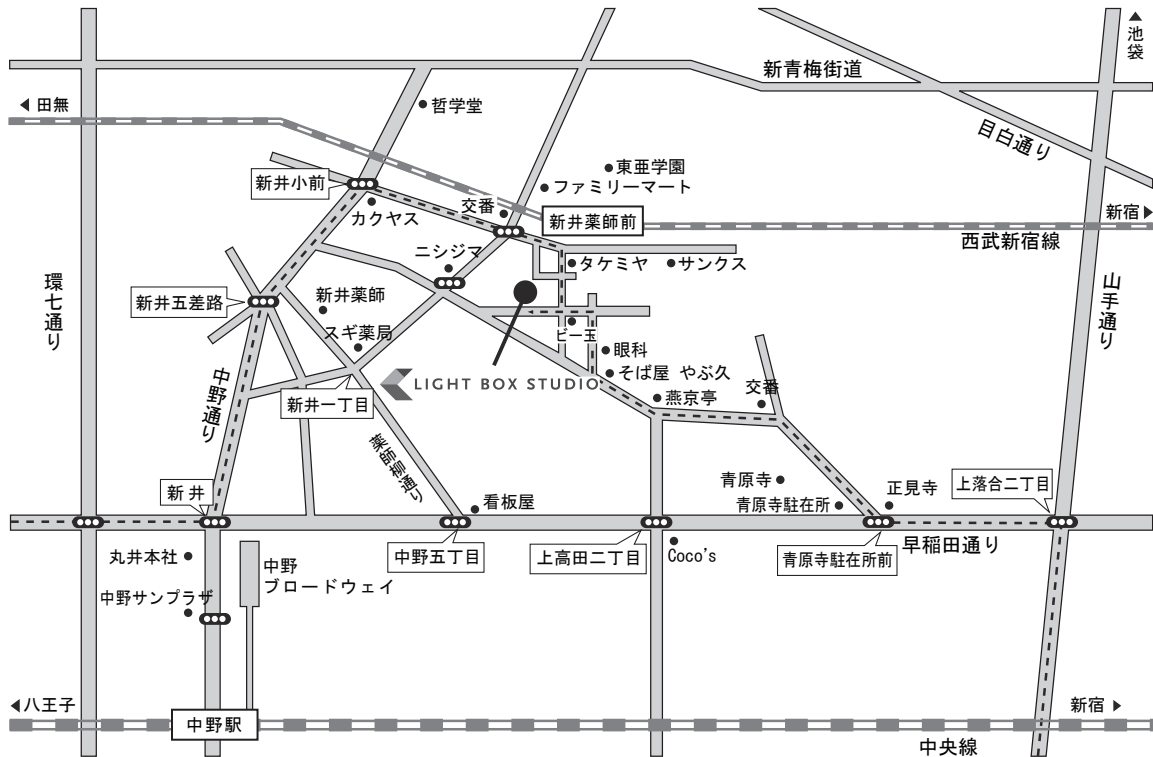 池袋
新青梅街道
田無
哲学堂
目白通り
東亜学園
ファミリーマート
新井小前
カクヤス
交番
新井薬師前
新宿
西武新宿線
ニシジマ
タケミヤ
サンクス
環七通り
山手通り
新井五差路
新井薬師
スギ薬局
ビー玉
眼科
そば屋 やぶ久
LIGHT BOX STUDIO
中野通り
新井一丁目
燕京亭
交番
薬師柳通り
新井
看板屋
青原寺
青原寺駐在所
正見寺
上落合二丁目
早稲田通り
丸井本社
中野
ブロードウェイ
中野五丁目
上高田二丁目
Coco's
青原寺駐在所前
中野サンプラザ
八王子
中野駅
新宿
中央線